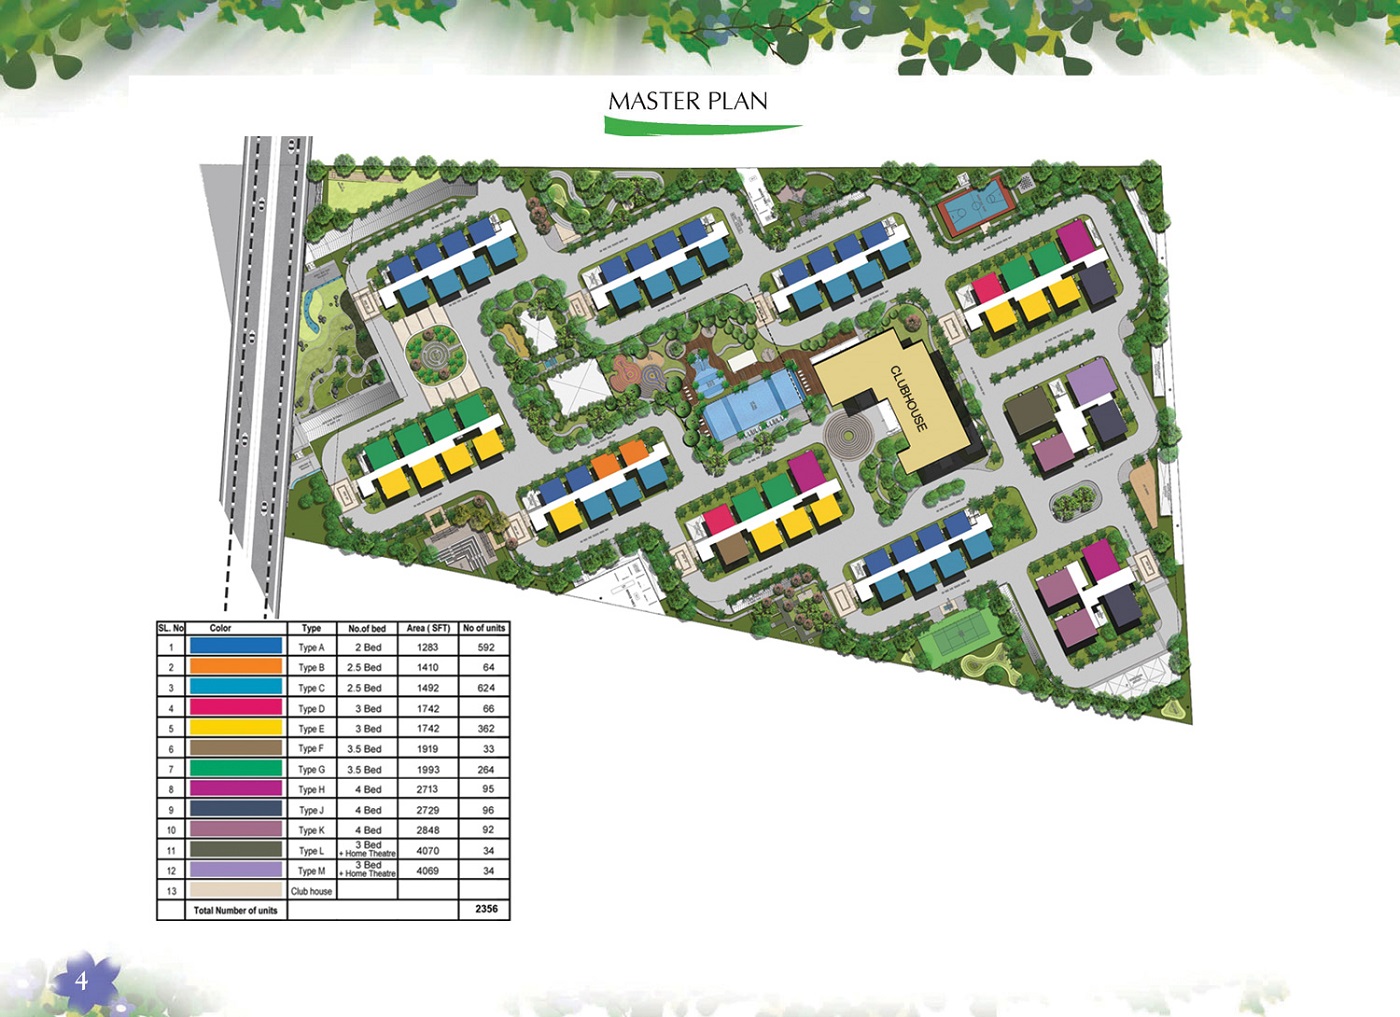 MASTER PLAN
CLUBHOUSE
SL. No Color Type No.of bed Area ( SFT) No of units
1 Type A 2 Bed 1283 592
2 Type B 2.5 Bed 1410 64
3 Type C 2.5 Bed 1492 624
4 Type D 3 Bed 1742 66
5 Type E 3 Bed 1742 362
6 Type F 3.5 Bed 1919 33
7 Type G 3.5 Bed 1993 264
8 Type H 4 Bed 2713 95
9 Type J 4 Bed 2729 96
10 Type K 4 Bed 2848 92
11 Type L 3 Bed + Home Theatre 4070 34
12 Type M 3 Bed + Home Theatre 4069 34
13 Club house
Total Number of units 2356
4